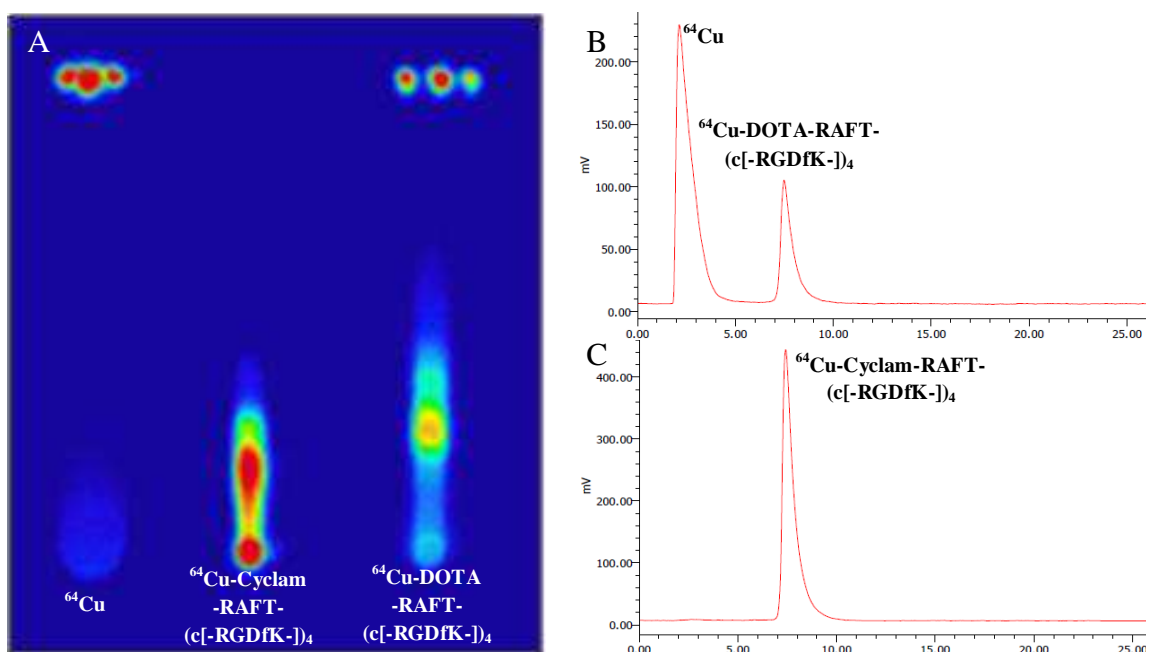 A
⁶⁴Cu
⁶⁴Cu-Cyclam
-RAFT-
(c[-RGDfK-])₄
⁶⁴Cu-DOTA
-RAFT-
(c[-RGDfK-])₄
B
⁶⁴Cu
⁶⁴Cu-DOTA-RAFT-
(c[-RGDfK-])₄
mV
200.00
150.00
100.00
50.00
0.00
0.00 5.00 10.00 15.00 20.00 25.00
C
⁶⁴Cu-Cyclam-RAFT-
(c[-RGDfK-])₄
mV
400.00
300.00
200.00
100.00
0.00
0.00 5.00 10.00 15.00 20.00 25.00